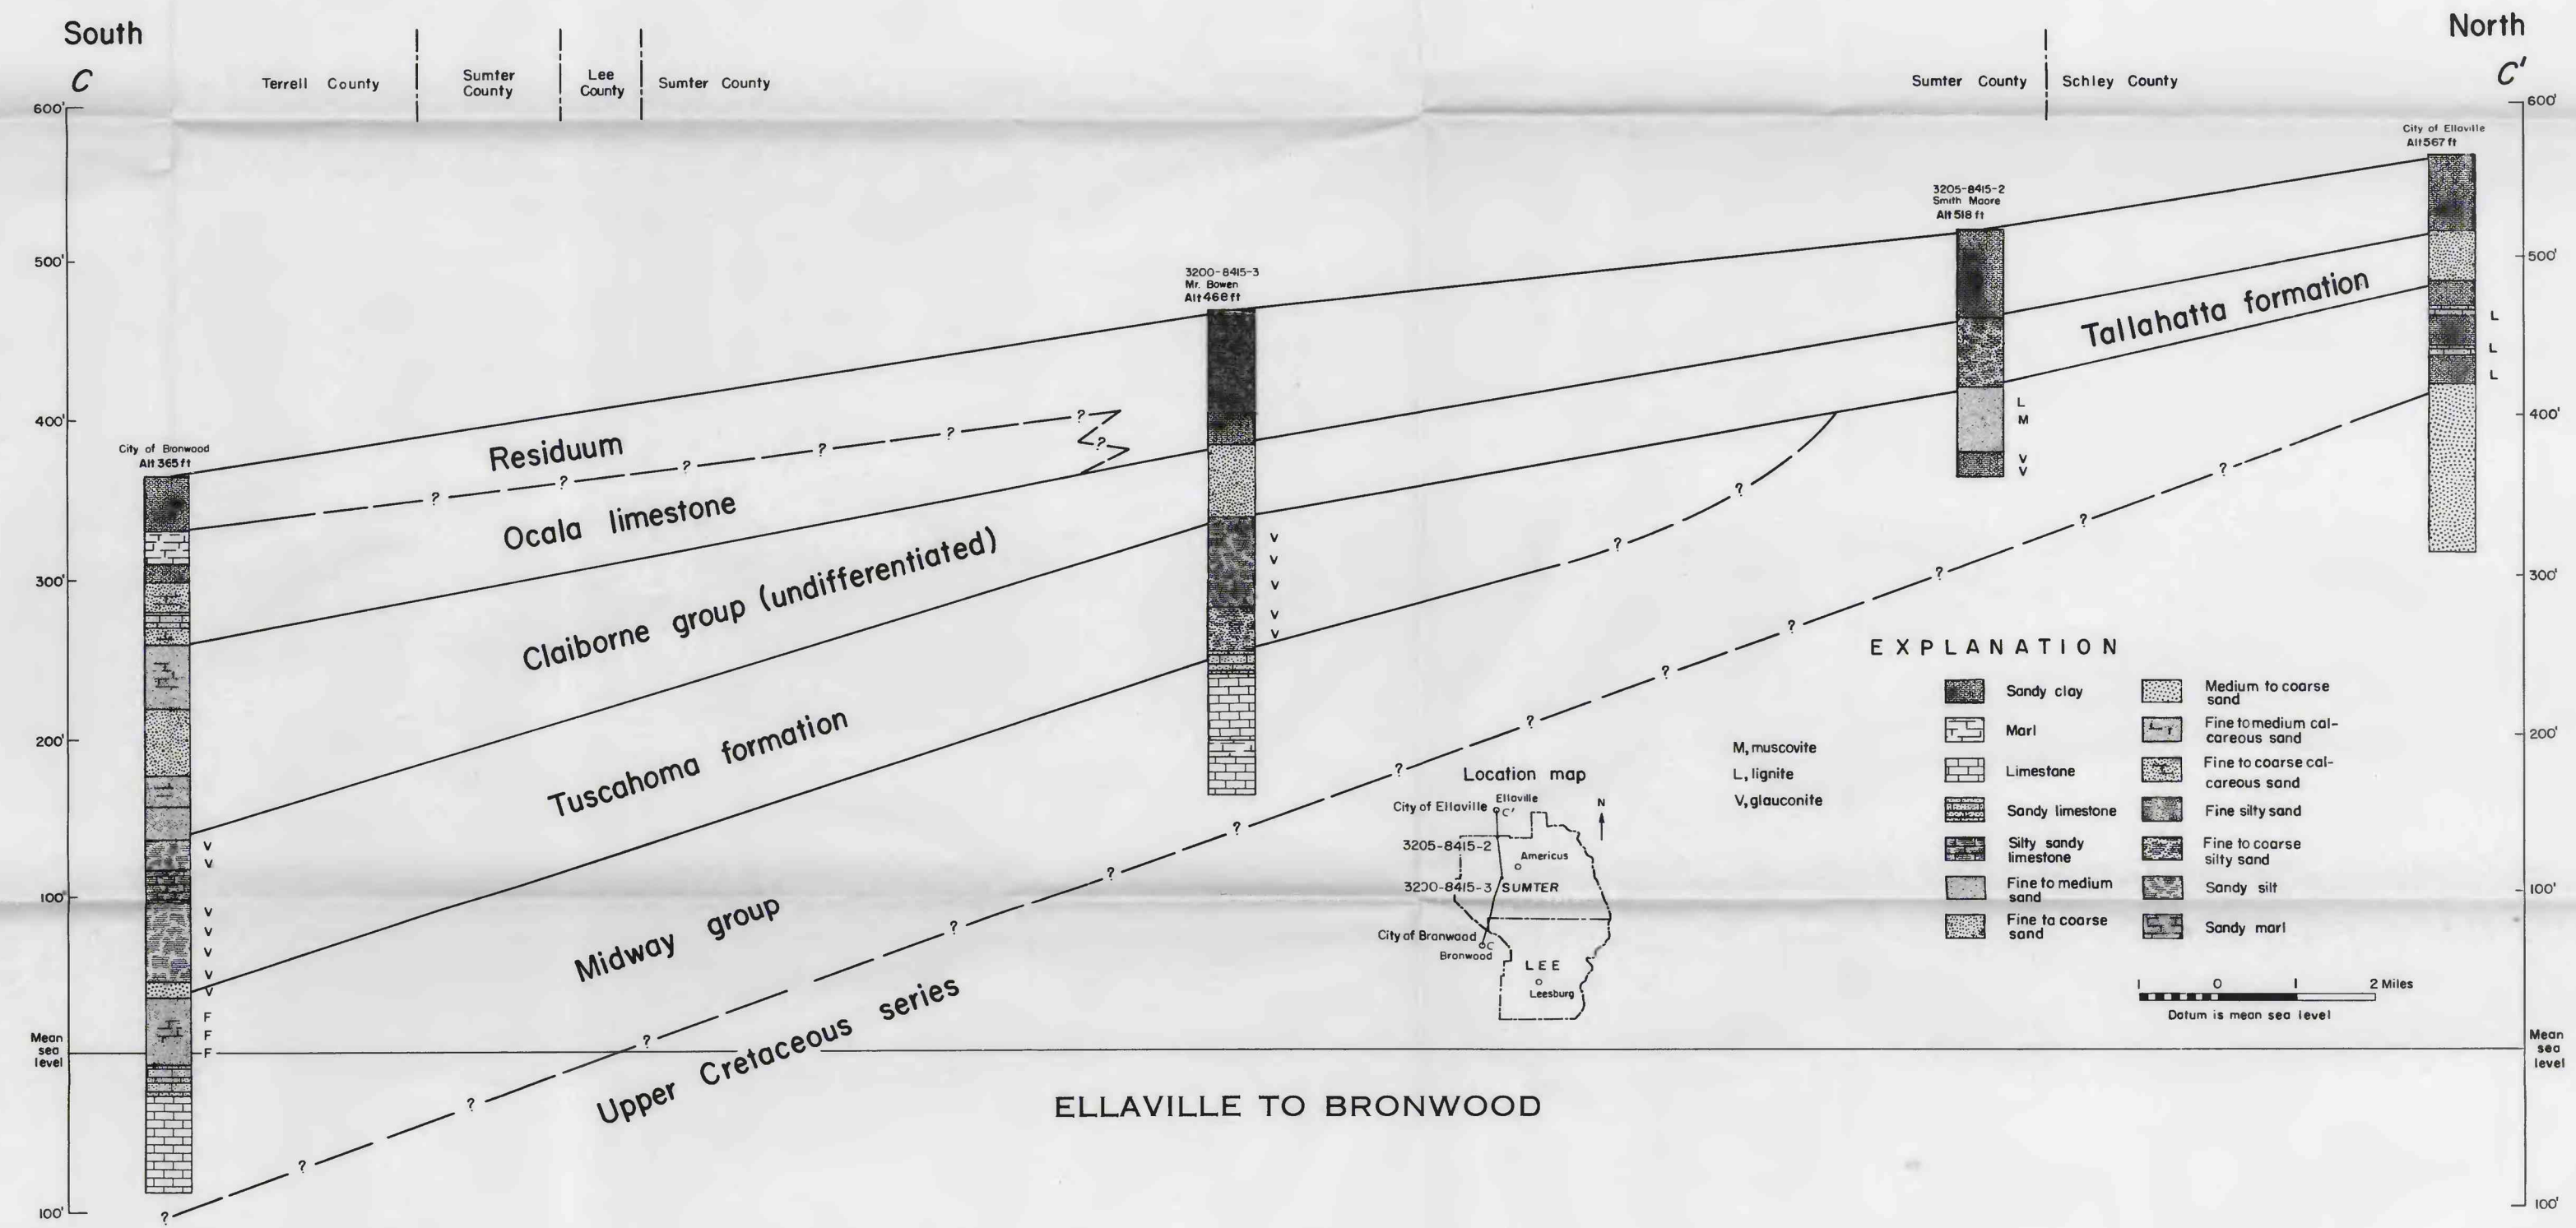 South
North
C
C'
Terrell County
Sumter
County
Lee
County
Sumter County
Sumter County
Schley County
600'
500'
400'
300'
200'
100'
Mean
sea
level
100'
600'
500'
400'
300'
200'
100'
Mean
sea
level
100'
City of Bronwood
Alt 365 ft
3200-8415-3
Mr. Bowen
Alt 468 ft
3205-8415-2
Smith Moore
Alt 518 ft
City of Ellaville
Alt 567 ft
Residuum
Ocala limestone
Claiborne group (undifferentiated)
Tuscahoma formation
Midway group
Upper Cretaceous series
Tallahatta formation
? ? ? ? ? ? ?
?
? ? ?
? ? ? ? ? ? ? ? ? ? ? ? ? ? ?
V
V
V
V
V
V
V
F
F
F
V
V
V
V
V
L
M
V
V
L
L
L
EXPLANATION
Sandy clay
Marl
Limestone
Sandy limestone
Silty sandy
limestone
Fine to medium
sand
Fine to coarse
sand
Medium to coarse
sand
Fine to medium cal-
careous sand
Fine to coarse cal-
careous sand
Fine silty sand
Fine to coarse
silty sand
Sandy silt
Sandy marl
M, muscovite
L, lignite
V, glauconite
Location map
City of Ellaville
Ellaville
C'
N
3205-8415-2
Americus
3200-8415-3
SUMTER
City of Bronwood
C
Bronwood
LEE
Leesburg
1 0 1 2 Miles
Datum is mean sea level
ELLAVILLE TO BRONWOOD